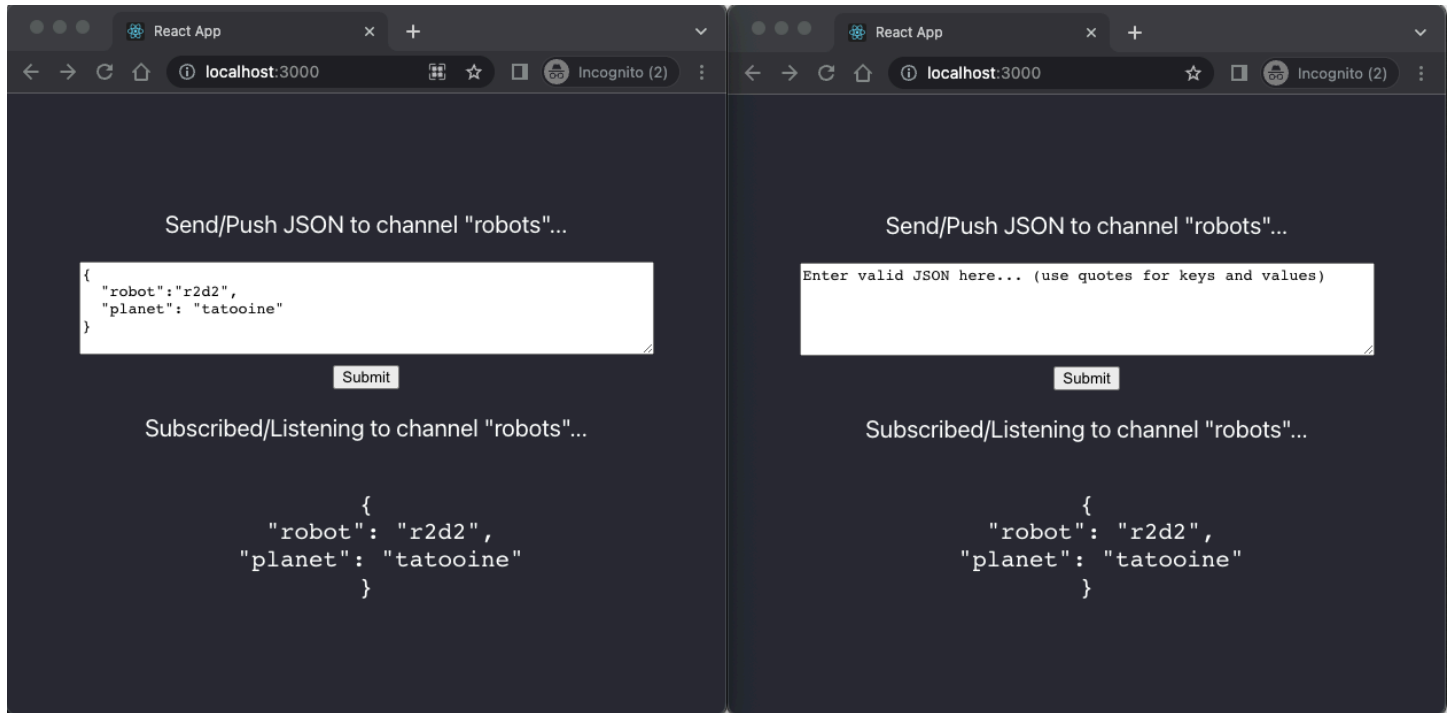 React App
localhost:3000
Incognito (2)
Send/Push JSON to channel "robots"...
{
"robot":"r2d2",
"planet": "tatooine"
}
Submit
Subscribed/Listening to channel "robots"...
{
"robot": "r2d2",
"planet": "tatooine"
}
React App
localhost:3000
Incognito (2)
Send/Push JSON to channel "robots"...
Enter valid JSON here... (use quotes for keys and values)
Submit
Subscribed/Listening to channel "robots"...
{
"robot": "r2d2",
"planet": "tatooine"
}